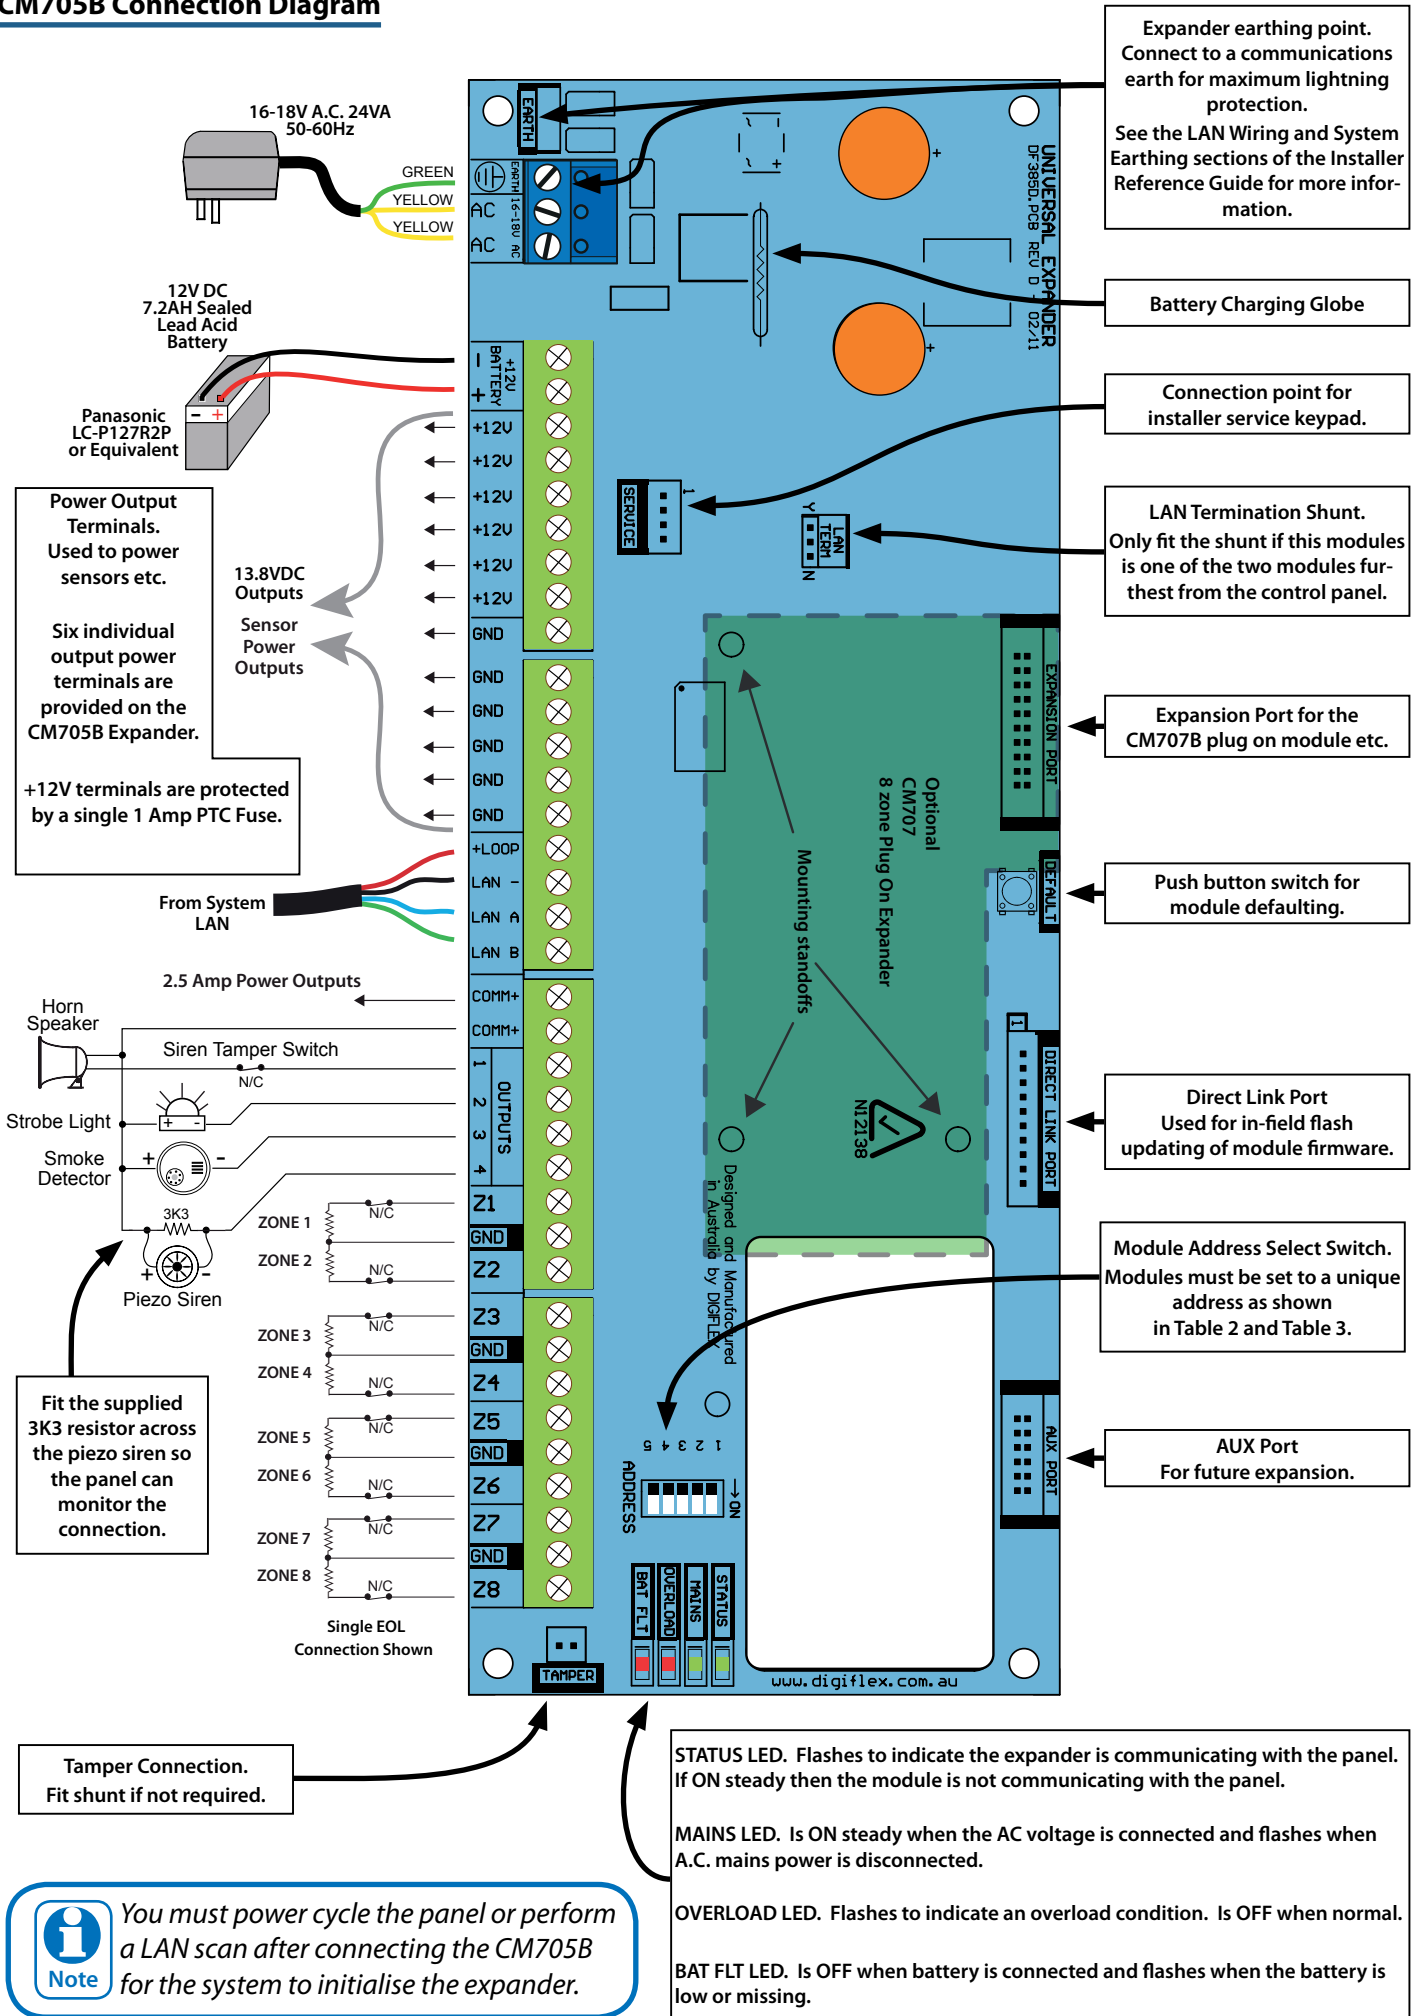 CM705B Connection Diagram
16-18V A.C. 24VA
50-60Hz
GREEN
YELLOW
YELLOW
EARTH
EARTH
16-18V AC
AC
AC
UNIVERSAL EXPANDER
DF385D.PCB REV D - 02/11
Expander earthing point.
Connect to a communications
earth for maximum lightning
protection.
See the LAN Wiring and System
Earthing sections of the Installer
Reference Guide for more infor-
mation.
Battery Charging Globe
12V DC
7.2AH Sealed
Lead Acid
Battery
- +
Panasonic
LC-P127R2P
or Equivalent
-
+
+12V
BATTERY
+12V
+12V
+12V
+12V
+12V
+12V
GND
GND
GND
GND
GND
GND
+LOOP
LAN -
LAN A
LAN B
COMM+
COMM+
1
2
3
4
OUTPUTS
Z1
GND
Z2
Z3
GND
Z4
Z5
GND
Z6
Z7
GND
Z8
Connection point for
installer service keypad.
SERVICE
1
Y
LAN
TERM
N
LAN Termination Shunt.
Only fit the shunt if this modules
is one of the two modules fur-
thest from the control panel.
Power Output
Terminals.
Used to power
sensors etc.
Six individual
output power
terminals are
provided on the
CM705B Expander.
+12V terminals are protected
by a single 1 Amp PTC Fuse.
13.8VDC
Outputs
Sensor
Power
Outputs
EXPANSION PORT
Expansion Port for the
CM707B plug on module etc.
Optional
CM707
8 zone Plug On Expander
Mounting standoffs
DEFAULT
Push button switch for
module defaulting.
From System
LAN
2.5 Amp Power Outputs
Horn
Speaker
Siren Tamper Switch
N/C
Strobe Light
+ -
Smoke
Detector
+ -
3K3
+ -
Piezo Siren
1
DIRECT LINK PORT
Direct Link Port
Used for in-field flash
updating of module firmware.
N12138
Designed and Manufactured
in Australia by DIGIFLEX
Module Address Select Switch.
Modules must be set to a unique
address as shown
in Table 2 and Table 3.
ZONE 1
N/C
ZONE 2
N/C
ZONE 3
N/C
ZONE 4
N/C
ZONE 5
N/C
ZONE 6
N/C
ZONE 7
N/C
ZONE 8
N/C
Single EOL
Connection Shown
Fit the supplied
3K3 resistor across
the piezo siren so
the panel can
monitor the
connection.
5 4 3 2 1
ADDRESS
→ ON
AUX PORT
AUX Port
For future expansion.
BAT FLT
OVERLOAD
MAINS
STATUS
TAMPER
www.digiflex.com.au
Tamper Connection.
Fit shunt if not required.
STATUS LED. Flashes to indicate the expander is communicating with the panel.
If ON steady then the module is not communicating with the panel.
MAINS LED. Is ON steady when the AC voltage is connected and flashes when
A.C. mains power is disconnected.
OVERLOAD LED. Flashes to indicate an overload condition. Is OFF when normal.
BAT FLT LED. Is OFF when battery is connected and flashes when the battery is
low or missing.
i
Note
You must power cycle the panel or perform
a LAN scan after connecting the CM705B
for the system to initialise the expander.